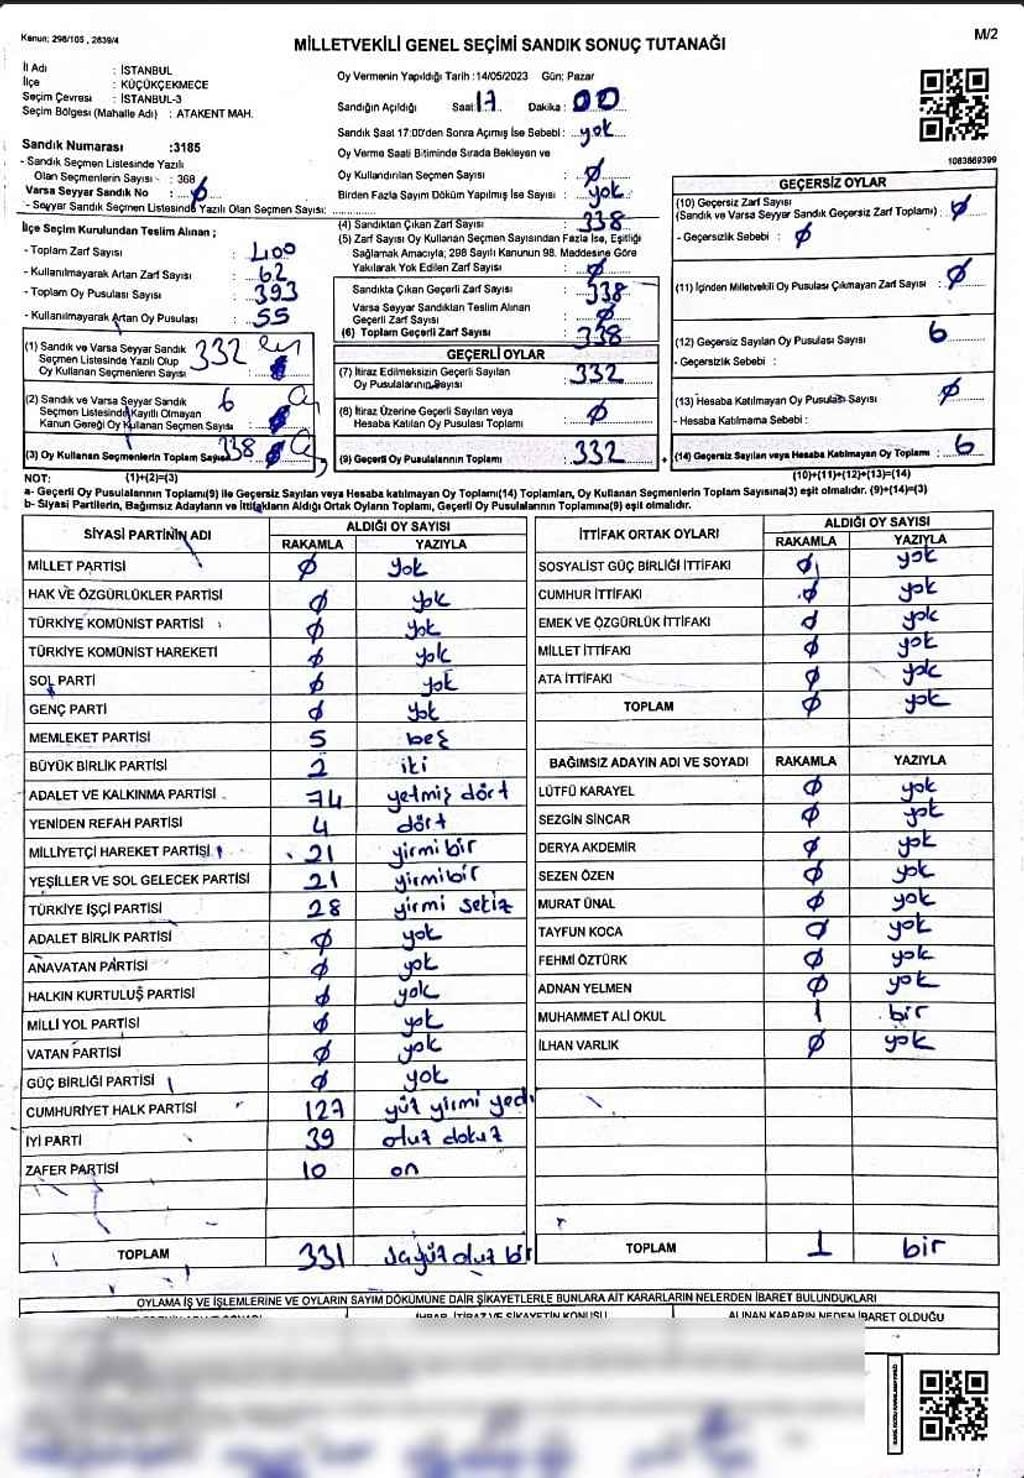 Kanun: 298/105 , 2839/4
M/2
MİLLETVEKİLİ GENEL SEÇİMİ SANDIK SONUÇ TUTANAĞI
İl Adı : İSTANBUL
İlçe : KÜÇÜKÇEKMECE
Seçim Çevresi : İSTANBUL-3
Seçim Bölgesi (Mahalle Adı) : ATAKENT MAH.
Sandık Numarası :3185
- Sandık Seçmen Listesinde Yazılı
Olan Seçmenlerin Sayısı : 368
Varsa Seyyar Sandık No : Ø
- Seyyar Sandık Seçmen Listesinde Yazılı Olan Seçmen Sayısı: ..............
Oy Vermenin Yapıldığı Tarih : 14/05/2023 Gün: Pazar
Sandığın Açıldığı Saat: 17 Dakika : 00
Sandık Saat 17:00'den Sonra Açımış İse Sebebi : yok
Oy Verme Saati Bitiminde Sırada Bekleyen ve
Oy Kullandırılan Seçmen Sayısı : Ø
Birden Fazla Sayım Döküm Yapılmış İse Sayısı : yok
1083869399
İlçe Seçim Kurulundan Teslim Alınan ;
- Toplam Zarf Sayısı : 400
- Kullanılmayarak Artan Zarf Sayısı : 62
- Toplam Oy Pusulası Sayısı : 393
- Kullanılmayarak Artan Oy Pusulası : 55
(1) Sandık ve Varsa Seyyar Sandık
Seçmen Listesinde Yazılı Olup
Oy Kullanan Seçmenlerin Sayısı : 332
(2) Sandık ve Varsa Seyyar Sandık
Seçmen Listesinde Kayıtlı Olmayan
Kanun Gereği Oy Kullanan Seçmen Sayısı : 6
(3) Oy Kullanan Seçmenlerin Toplam Sayısı 338
(4) Sandıktan Çıkan Zarf Sayısı : 338
(5) Zarf Sayısı Oy Kullanan Seçmen Sayısından Fazla İse, Eşitliği
Sağlamak Amacıyla; 298 Sayılı Kanunun 98. Maddesine Göre
Yakılarak Yok Edilen Zarf Sayısı : Ø
Sandıkta Çıkan Geçerli Zarf Sayısı : 338
Varsa Seyyar Sandıktan Teslim Alınan
Geçerli Zarf Sayısı : Ø
(6) Toplam Geçerli Zarf Sayısı : 338
GEÇERLİ OYLAR
(7) İtiraz Edilmeksizin Geçerli Sayılan
Oy Pusulalarının Sayısı : 332
(8) İtiraz Üzerine Geçerli Sayılan veya
Hesaba Katılan Oy Pusulası Toplamı : Ø
(9) Geçerli Oy Pusulalarının Toplamı : 332
GEÇERSİZ OYLAR
(10) Geçersiz Zarf Sayısı
(Sandık ve Varsa Seyyar Sandık Geçersiz Zarf Toplamı) : Ø
- Geçersizlik Sebebi : Ø
(11) İçinden Milletvekili Oy Pusulası Çıkmayan Zarf Sayısı : Ø
(12) Geçersiz Sayılan Oy Pusulası Sayısı : 6
- Geçersizlik Sebebi :
(13) Hesaba Katılmayan Oy Pusulası Sayısı : Ø
- Hesaba Katılmama Sebebi :
+ (14) Geçersiz Sayılan veya Hesaba Katılmayan Oy Toplamı : 6
NOT: (1)+(2)=(3) (10)+(11)+(12)+(13)=(14)
a- Geçerli Oy Pusulalarının Toplamı(9) ile Geçersiz Sayılan veya Hesaba katılmayan Oy Toplamı(14) Toplamları, Oy Kullanan Seçmenlerin Toplam Sayısına(3) eşit olmalıdır. (9)+(14)=(3)
b- Siyasi Partilerin, Bağımsız Adayların ve İttifakların Aldığı Ortak Oyların Toplamı, Geçerli Oy Pusulalarının Toplamına(9) eşit olmalıdır.
SİYASİ PARTİNİN ADI ALDIĞI OY SAYISI
RAKAMLA YAZIYLA
MİLLET PARTİSİ Ø yok
HAK VE ÖZGÜRLÜKLER PARTİSİ Ø yok
TÜRKİYE KOMÜNİST PARTİSİ Ø yok
TÜRKİYE KOMÜNİST HAREKETİ Ø yok
SOL PARTİ Ø yok
GENÇ PARTİ Ø yok
MEMLEKET PARTİSİ 5 beş
BÜYÜK BİRLİK PARTİSİ 2 iki
ADALET VE KALKINMA PARTİSİ 74 yetmiş dört
YENİDEN REFAH PARTİSİ 4 dört
MİLLİYETÇİ HAREKET PARTİSİ 21 yirmi bir
YEŞİLLER VE SOL GELECEK PARTİSİ 21 yirmibir
TÜRKİYE İŞÇİ PARTİSİ 28 yirmi sekiz
ADALET BİRLİK PARTİSİ Ø yok
ANAVATAN PARTİSİ Ø yok
HALKIN KURTULUŞ PARTİSİ Ø yok
MİLLİ YOL PARTİSİ Ø yok
VATAN PARTİSİ Ø yok
GÜÇ BİRLİĞİ PARTİSİ Ø yok
CUMHURİYET HALK PARTİSİ 127 yüz yirmi yedi
İYİ PARTİ 39 otuz dokuz
ZAFER PARTİSİ 10 on
TOPLAM 331 üçyüz otuz bir
İTTİFAK ORTAK OYLARI ALDIĞI OY SAYISI
RAKAMLA YAZIYLA
SOSYALİST GÜÇ BİRLİĞİ İTTİFAKI Ø yok
CUMHUR İTTİFAKI Ø yok
EMEK VE ÖZGÜRLÜK İTTİFAKI Ø yok
MİLLET İTTİFAKI Ø yok
ATA İTTİFAKI Ø yok
TOPLAM Ø yok
BAĞIMSIZ ADAYIN ADI VE SOYADI RAKAMLA YAZIYLA
LÜTFÜ KARAYEL Ø yok
SEZGİN SİNCAR Ø yok
DERYA AKDEMİR Ø yok
SEZEN ÖZEN Ø yok
MURAT ÜNAL Ø yok
TAYFUN KOCA Ø yok
FEHMİ ÖZTÜRK Ø yok
ADNAN YELMEN Ø yok
MUHAMMET ALİ OKUL 1 bir
İLHAN VARLIK Ø yok
TOPLAM 1 bir
OYLAMA İŞ VE İŞLEMLERİNE VE OYLARIN SAYIM DÖKÜMÜNE DAİR ŞİKAYETLERLE BUNLARA AİT KARARLARIN NELERDEN İBARET BULUNDUKLARI
İHBAR, İTİRAZ VE ŞİKAYETİN KONUSU ALINAN KARARIN NEDEN İBARET OLDUĞU